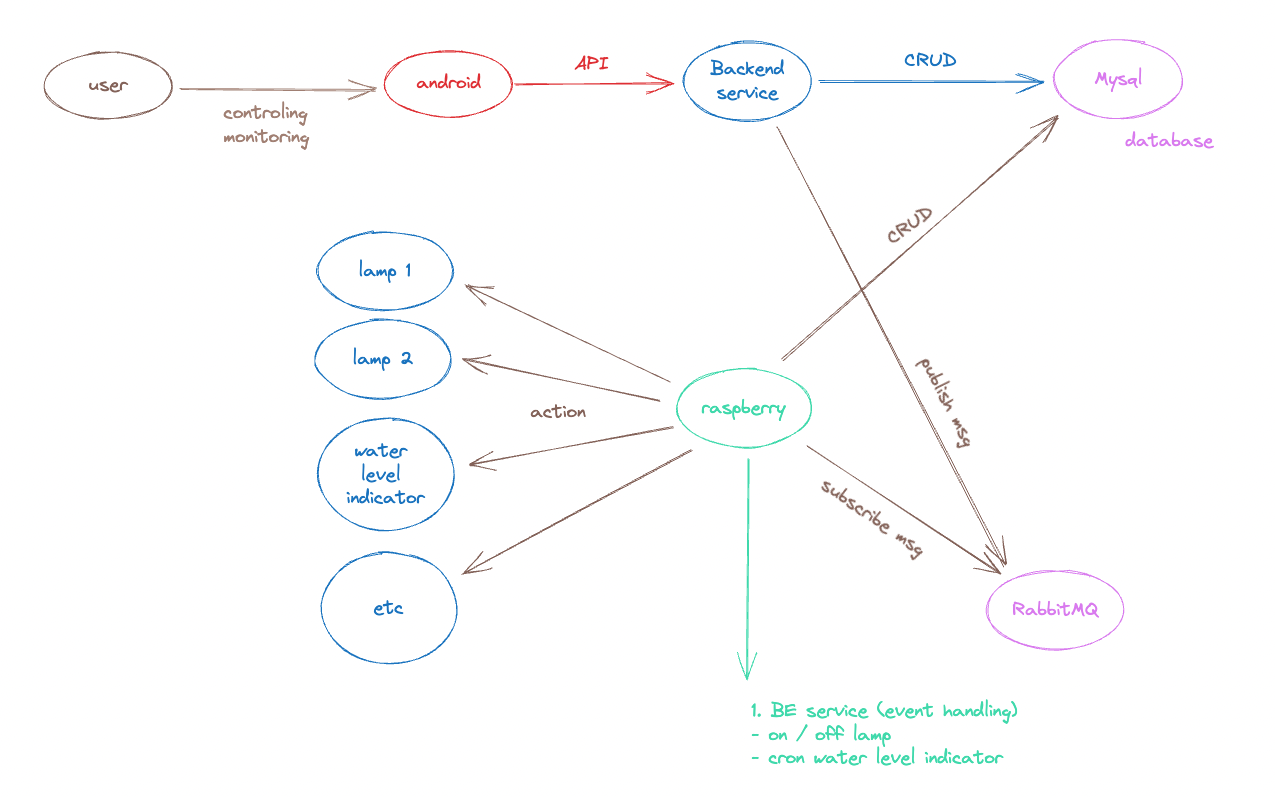 user
controling
monitoring
android
API
Backend
service
CRUD
Mysql
database
CRUD
lamp 1
lamp 2
water
level
indicator
etc
action
raspberry
publish msg
subscribe msg
RabbitMQ
1. BE service (event handling)
- on / off lamp
- cron water level indicator